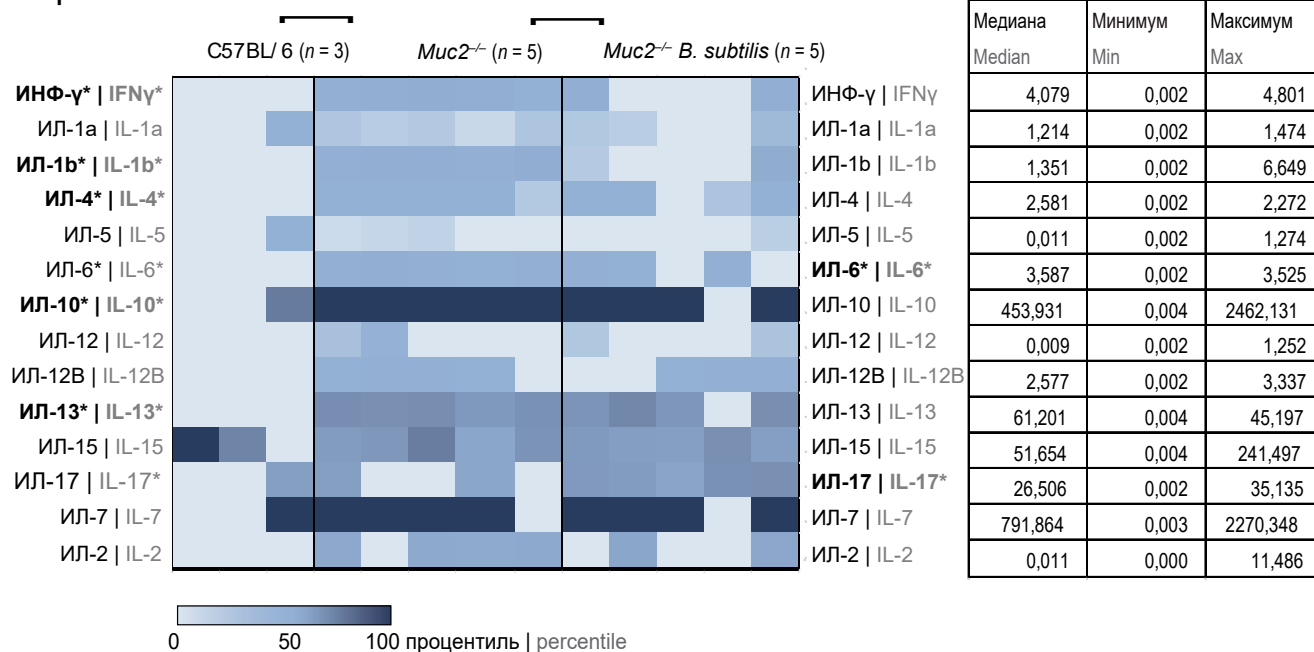 C57BL/ 6 (n = 3) Muc2–/– (n = 5) Muc2–/– B. subtilis (n = 5)
Медиана Минимум Максимум
Median Min Max
ИНФ-γ* | IFNγ* ИНФ-γ | IFNγ 4,079 0,002 4,801
ИЛ-1a | IL-1a ИЛ-1a | IL-1a 1,214 0,002 1,474
ИЛ-1b* | IL-1b* ИЛ-1b | IL-1b 1,351 0,002 6,649
ИЛ-4* | IL-4* ИЛ-4 | IL-4 2,581 0,002 2,272
ИЛ-5 | IL-5 ИЛ-5 | IL-5 0,011 0,002 1,274
ИЛ-6* | IL-6* ИЛ-6* | IL-6* 3,587 0,002 3,525
ИЛ-10* | IL-10* ИЛ-10 | IL-10 453,931 0,004 2462,131
ИЛ-12 | IL-12 ИЛ-12 | IL-12 0,009 0,002 1,252
ИЛ-12B | IL-12B ИЛ-12B | IL-12B 2,577 0,002 3,337
ИЛ-13* | IL-13* ИЛ-13 | IL-13 61,201 0,004 45,197
ИЛ-15 | IL-15 ИЛ-15 | IL-15 51,654 0,004 241,497
ИЛ-17 | IL-17* ИЛ-17 | IL-17* 26,506 0,002 35,135
ИЛ-7 | IL-7 ИЛ-7 | IL-7 791,864 0,003 2270,348
ИЛ-2 | IL-2 ИЛ-2 | IL-2 0,011 0,000 11,486
0 50 100 процентиль | percentile